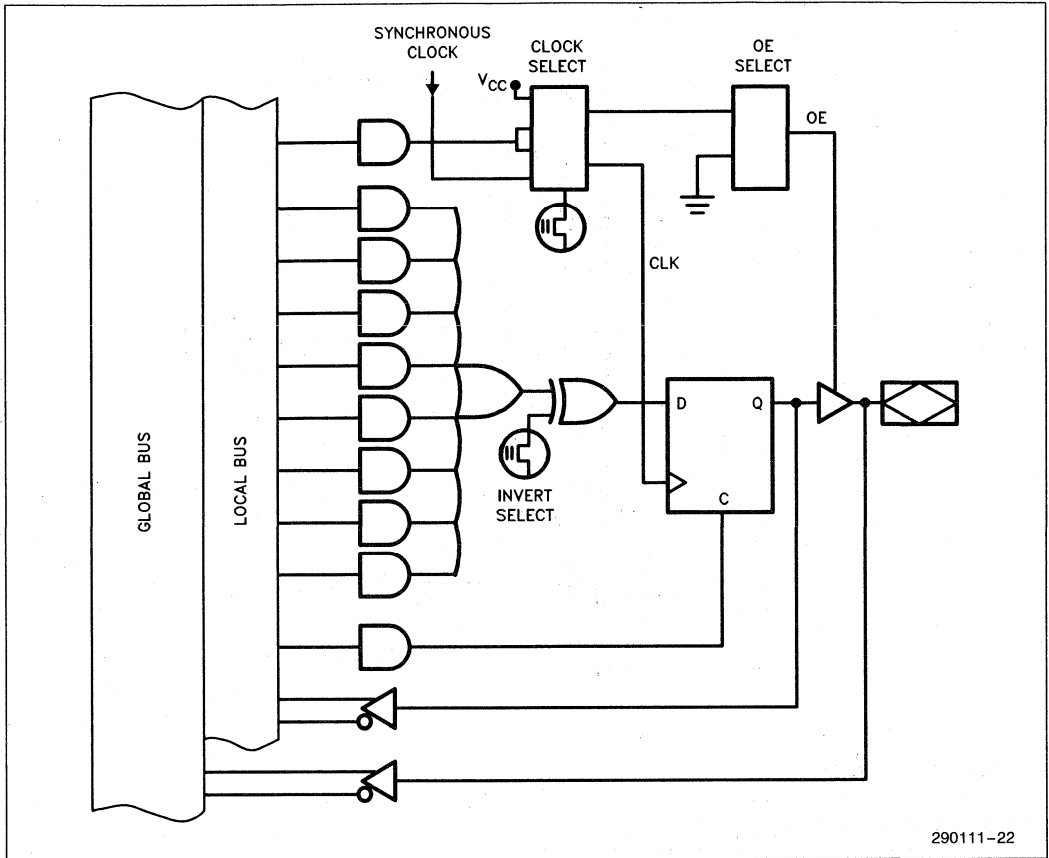 SYNCHRONOUS
CLOCK
CLOCK
SELECT
OE
SELECT
VCC
OE
CLK
GLOBAL BUS
LOCAL BUS
D
Q
C
INVERT
SELECT
290111-22